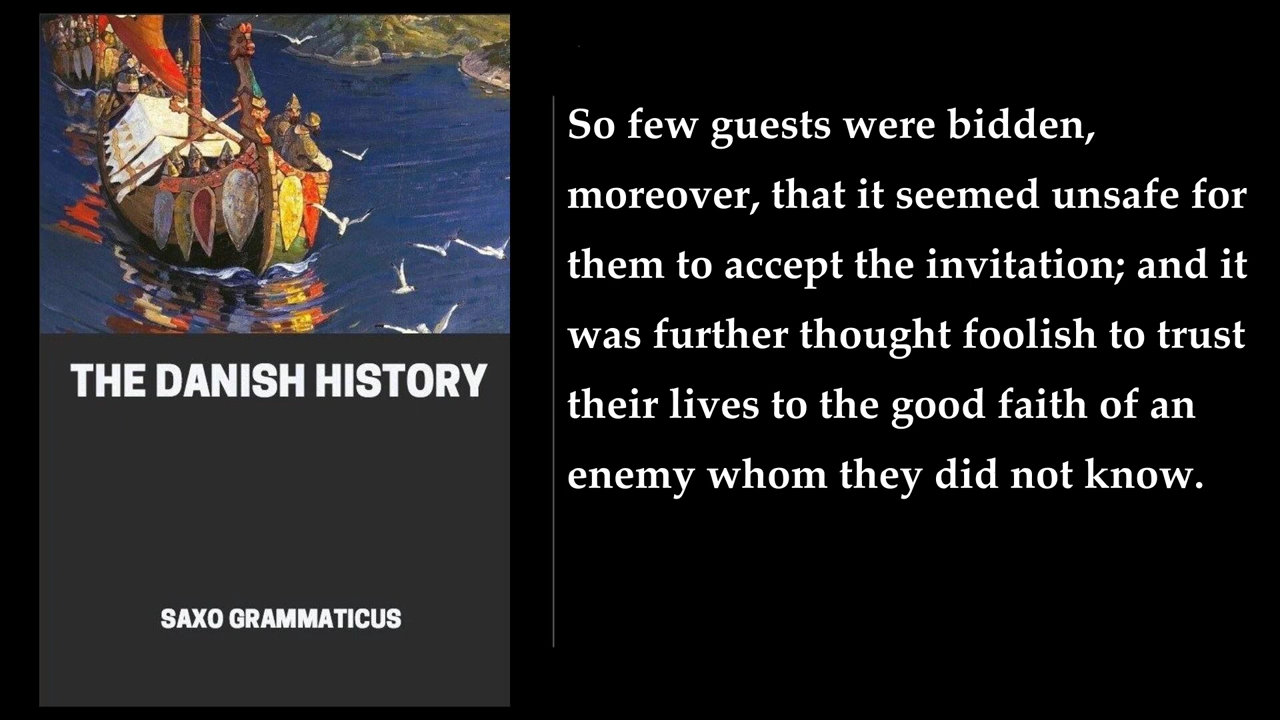 THE DANISH HISTORY
SAXO GRAMMATICUS
So few guests were bidden,
moreover, that it seemed unsafe for
them to accept the invitation; and it
was further thought foolish to trust
their lives to the good faith of an
enemy whom they did not know.